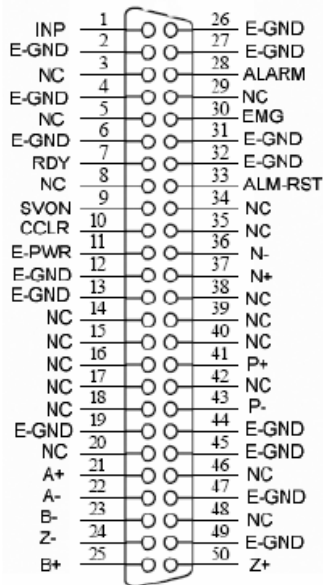 INP 1 26 E-GND
E-GND 2 27 E-GND
NC 3 28 ALARM
E-GND 4 29 NC
NC 5 30 EMG
E-GND 6 31 E-GND
RDY 7 32 E-GND
NC 8 33 ALM-RST
SVON 9 34 NC
CCLR 10 35 NC
E-PWR 11 36 N-
E-GND 12 37 N+
E-GND 13 38 NC
NC 14 39 NC
NC 15 40 NC
NC 16 41 P+
NC 17 42 NC
NC 18 43 P-
E-GND 19 44 E-GND
NC 20 45 E-GND
A+ 21 46 NC
A- 22 47 E-GND
B- 23 48 NC
Z- 24 49 E-GND
B+ 25 50 Z+